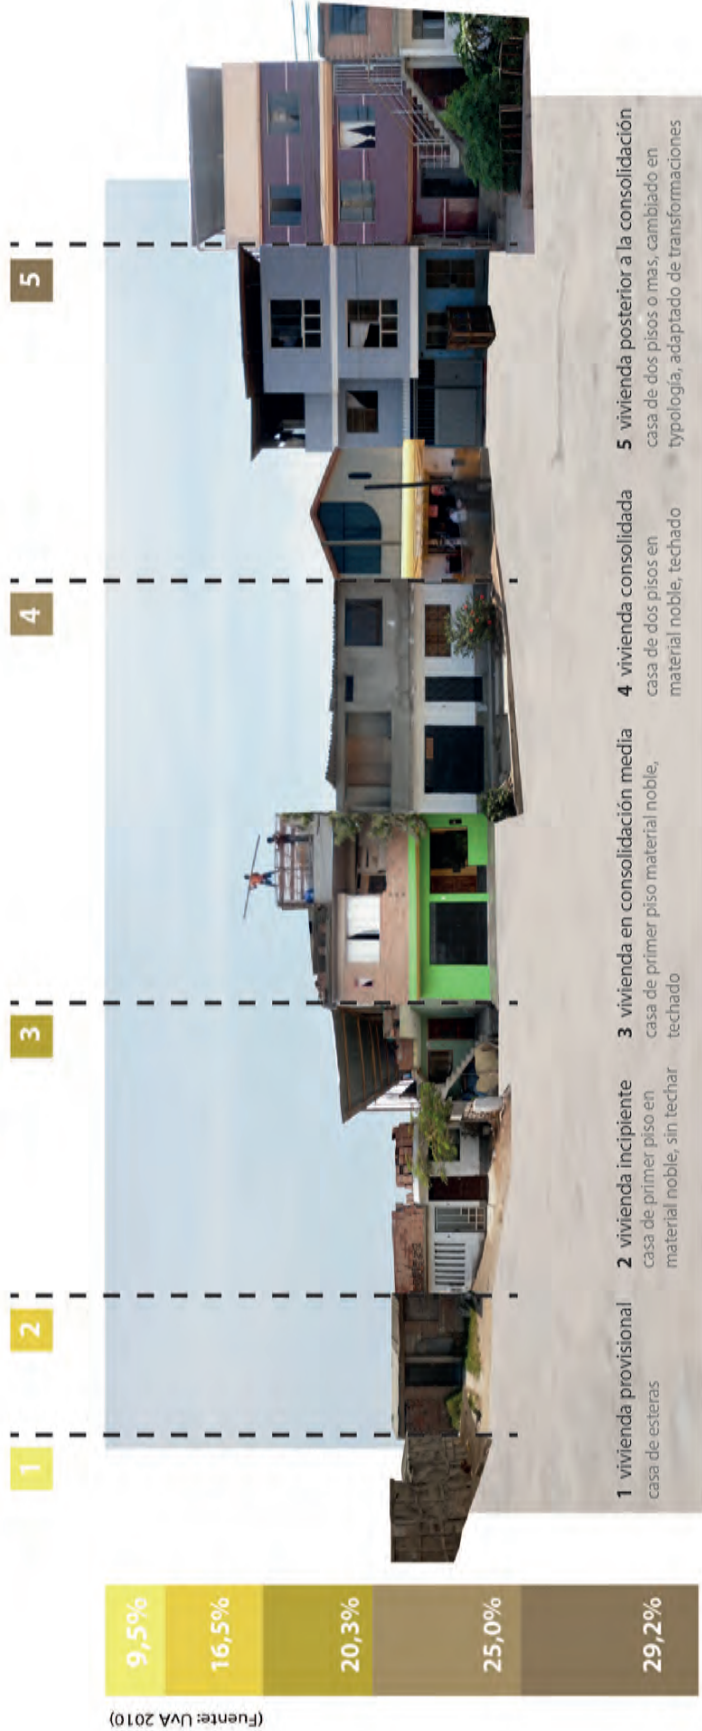 1
2
3
4
5
9,5%
16,5%
20,3%
25,0%
29,2%
(Fuente: UvA 2010)
1 vivienda provisional
casa de esteras
2 vivienda incipiente
casa de primer piso en
material noble, sin techar
3 vivienda en consolidación media
casa de primer piso material noble,
techado
4 vivienda consolidada
casa de dos pisos en
material noble, techado
5 vivienda posterior a la consolidación
casa de dos pisos o mas, cambiado en
typología, adaptado de transformaciones